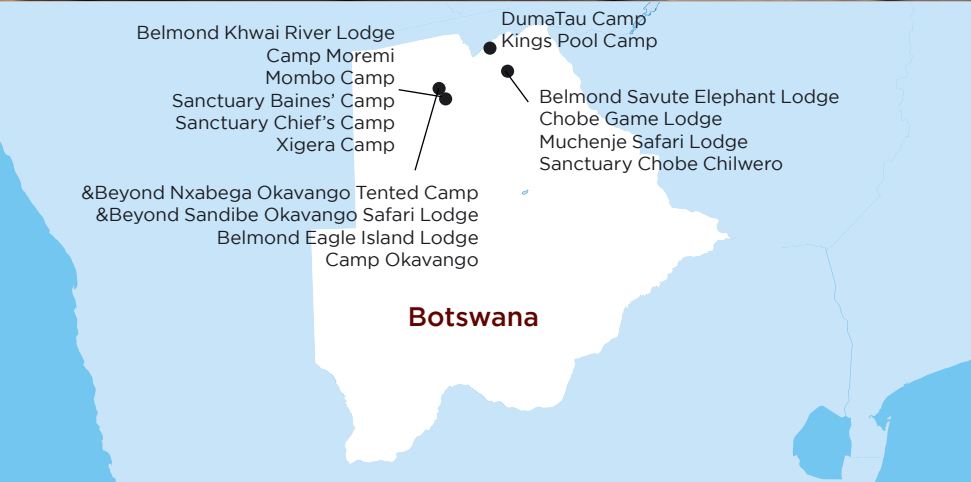 DumaTau Camp
Kings Pool Camp
Belmond Khwai River Lodge
Camp Moremi
Mombo Camp
Sanctuary Baines’ Camp
Sanctuary Chief’s Camp
Xigera Camp
Belmond Savute Elephant Lodge
Chobe Game Lodge
Muchenje Safari Lodge
Sanctuary Chobe Chilwero
&Beyond Nxabega Okavango Tented Camp
&Beyond Sandibe Okavango Safari Lodge
Belmond Eagle Island Lodge
Camp Okavango
Botswana